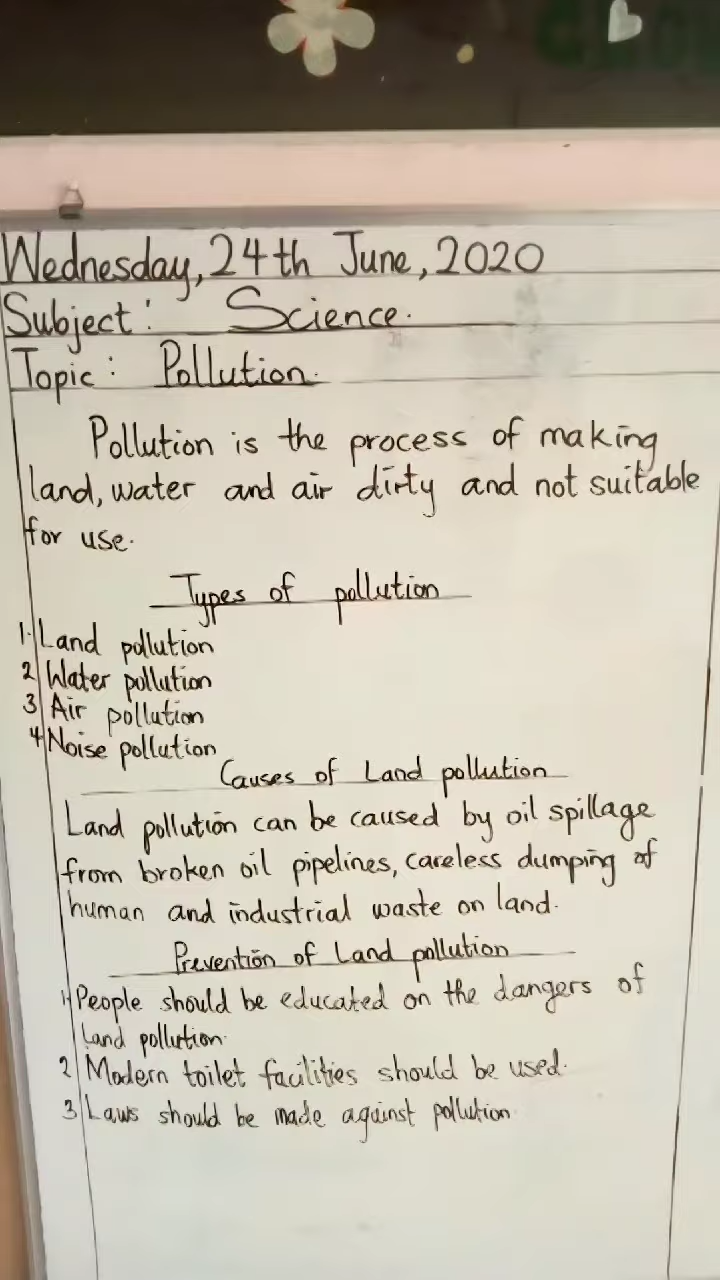 Wednesday, 24th June, 2020
Subject: Science.
Topic: Pollution.
Pollution is the process of making
land, water and air dirty and not suitable
for use.
Types of pollution
1. Land pollution
2 Water pollution
3 Air pollution
4 Noise pollution
Causes of Land pollution
Land pollution can be caused by oil spillage
from broken oil pipelines, careless dumping of
human and industrial waste on land.
Prevention of Land pollution
1 People should be educated on the dangers of
Land pollution.
2 Modern toilet facilities should be used.
3 Laws should be made against pollution.